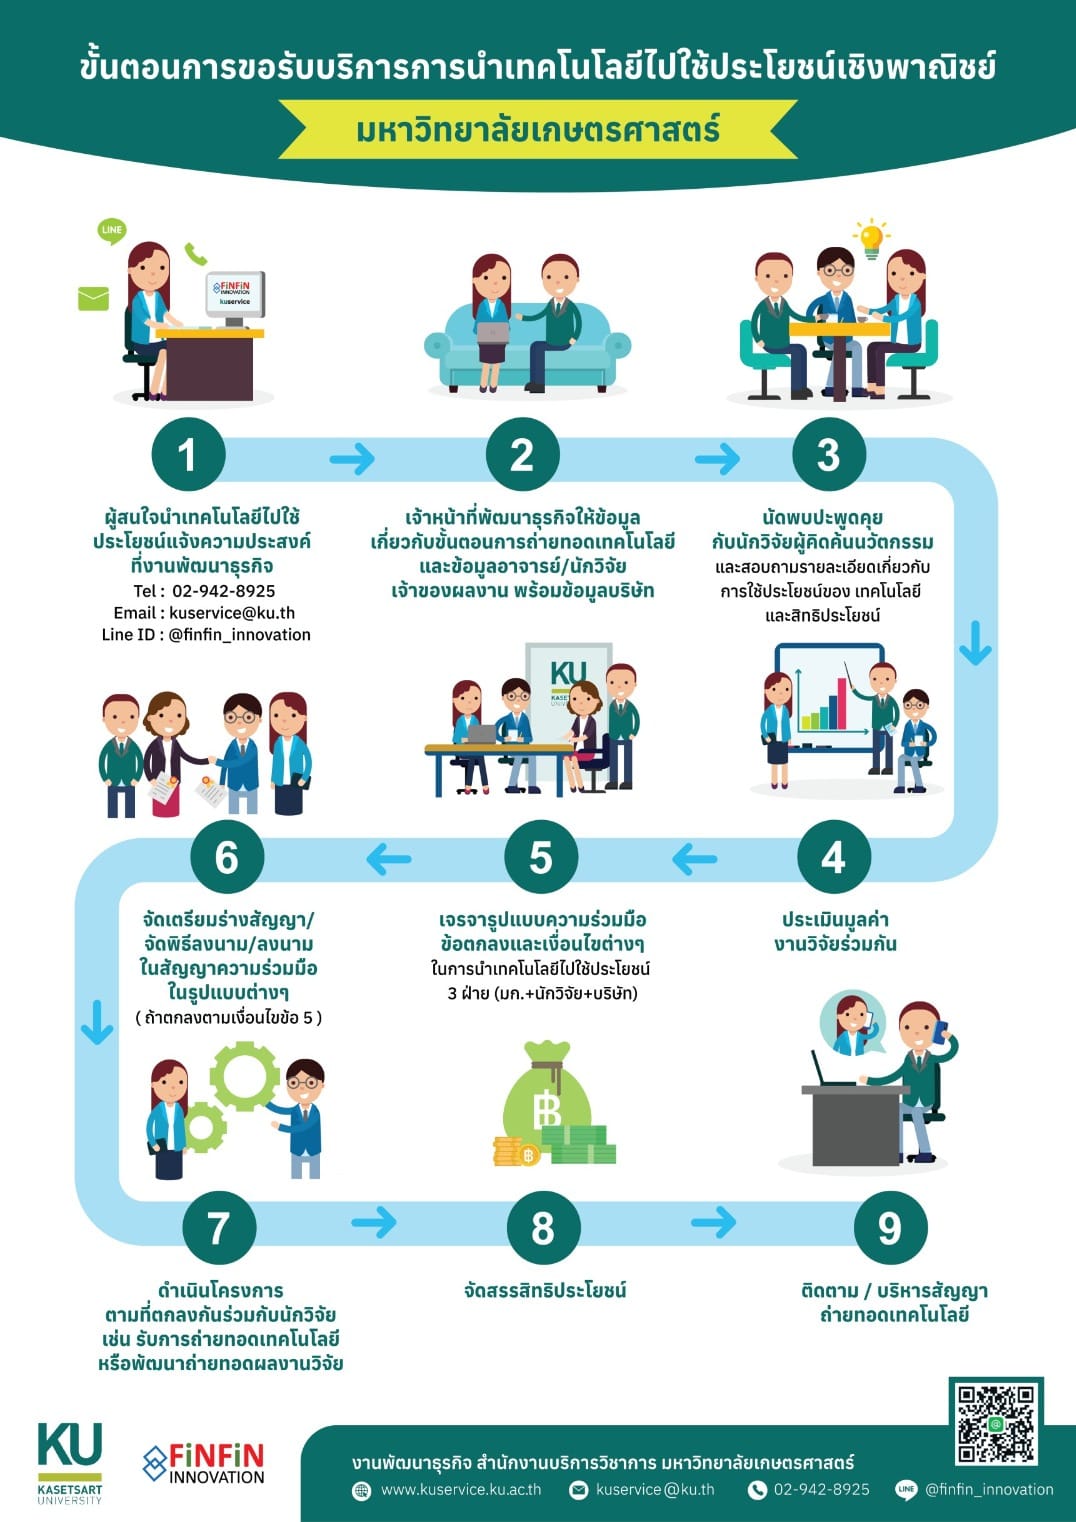 ขั้นตอนการขอรับบริการการนำเทคโนโลยีไปใช้ประโยชน์เชิงพาณิชย์
มหาวิทยาลัยเกษตรศาสตร์
LINE
FiNFiN
INNOVATION
kuservice
1
2
3
ผู้สนใจนำเทคโนโลยีไปใช้
ประโยชน์แจ้งความประสงค์
ที่งานพัฒนาธุรกิจ
Tel : 02-942-8925
Email : kuservice@ku.th
Line ID : @finfin_innovation
เจ้าหน้าที่พัฒนาธุรกิจให้ข้อมูล
เกี่ยวกับขั้นตอนการถ่ายทอดเทคโนโลยี
และข้อมูลอาจารย์/นักวิจัย
เจ้าของผลงาน พร้อมข้อมูลบริษัท
นัดพบปะพูดคุย
กับนักวิจัยผู้คิดค้นนวัตกรรม
และสอบถามรายละเอียดเกี่ยวกับ
การใช้ประโยชน์ของ เทคโนโลยี
และสิทธิประโยชน์
KU
KASETSART
UNIVERSITY
4
5
6
ประเมินมูลค่า
งานวิจัยร่วมกัน
เจรจารูปแบบความร่วมมือ
ข้อตกลงและเงื่อนไขต่างๆ
ในการนำเทคโนโลยีไปใช้ประโยชน์
3 ฝ่าย (มก.+นักวิจัย+บริษัท)
จัดเตรียมร่างสัญญา/
จัดพิธีลงนาม/ลงนาม
ในสัญญาความร่วมมือ
ในรูปแบบต่างๆ
( ถ้าตกลงตามเงื่อนไขข้อ 5 )
฿
฿
7
8
9
ดำเนินโครงการ
ตามที่ตกลงกันร่วมกับนักวิจัย
เช่น รับการถ่ายทอดเทคโนโลยี
หรือพัฒนาถ่ายทอดผลงานวิจัย
จัดสรรสิทธิประโยชน์
ติดตาม / บริหารสัญญา
ถ่ายทอดเทคโนโลยี
KU
KASETSART
UNIVERSITY
FiNFiN
INNOVATION
งานพัฒนาธุรกิจ สำนักงานบริการวิชาการ มหาวิทยาลัยเกษตรศาสตร์
www.kuservice.ku.ac.th kuservice@ku.th 02-942-8925 LINE @finfin_innovation